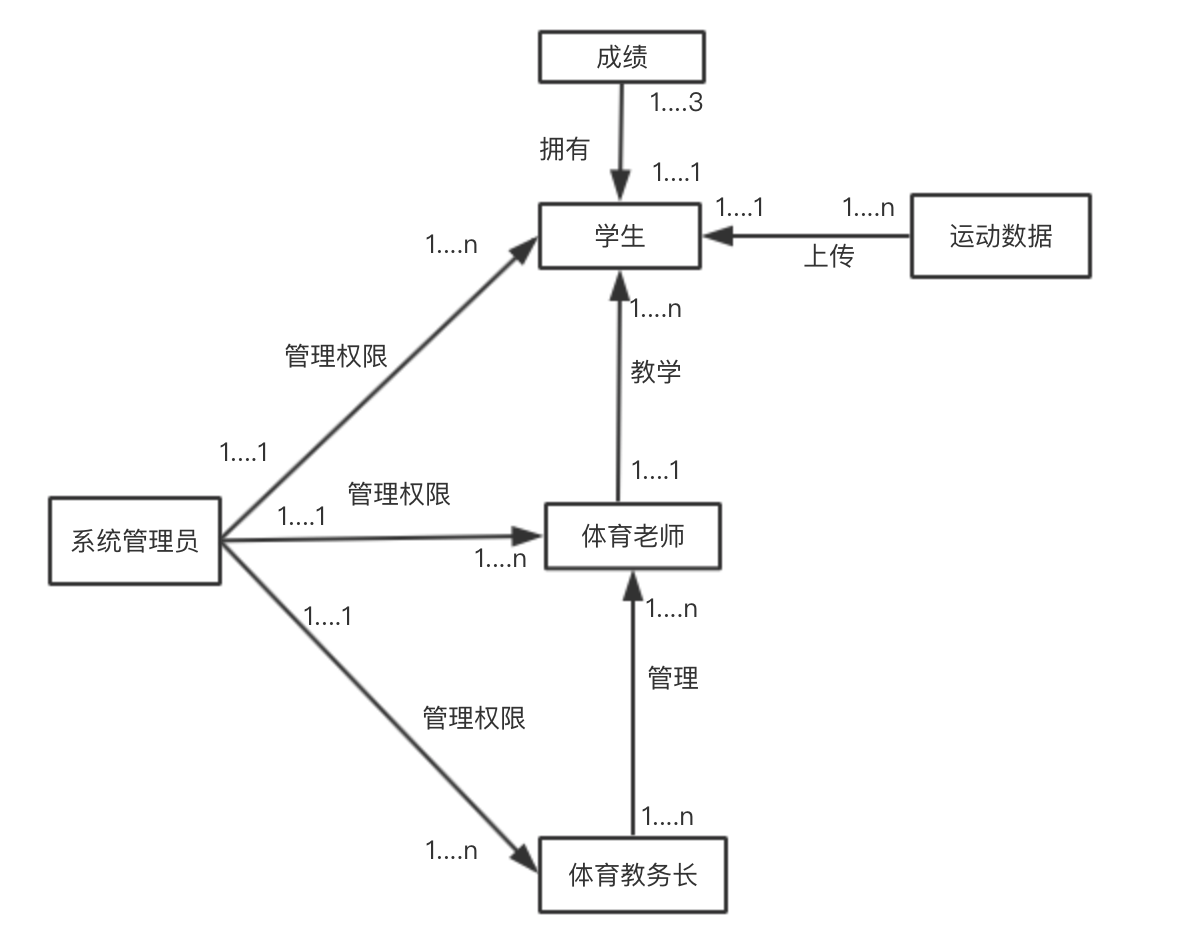 成绩
1....3
拥有
1....1
学生
1....1
1....n
上传
运动数据
1....n
1....n
管理权限
教学
1....1
1....1
管理权限
1....1
系统管理员
体育老师
1....n
1....1
1....n
管理
管理权限
1....n
1....n
体育教务长